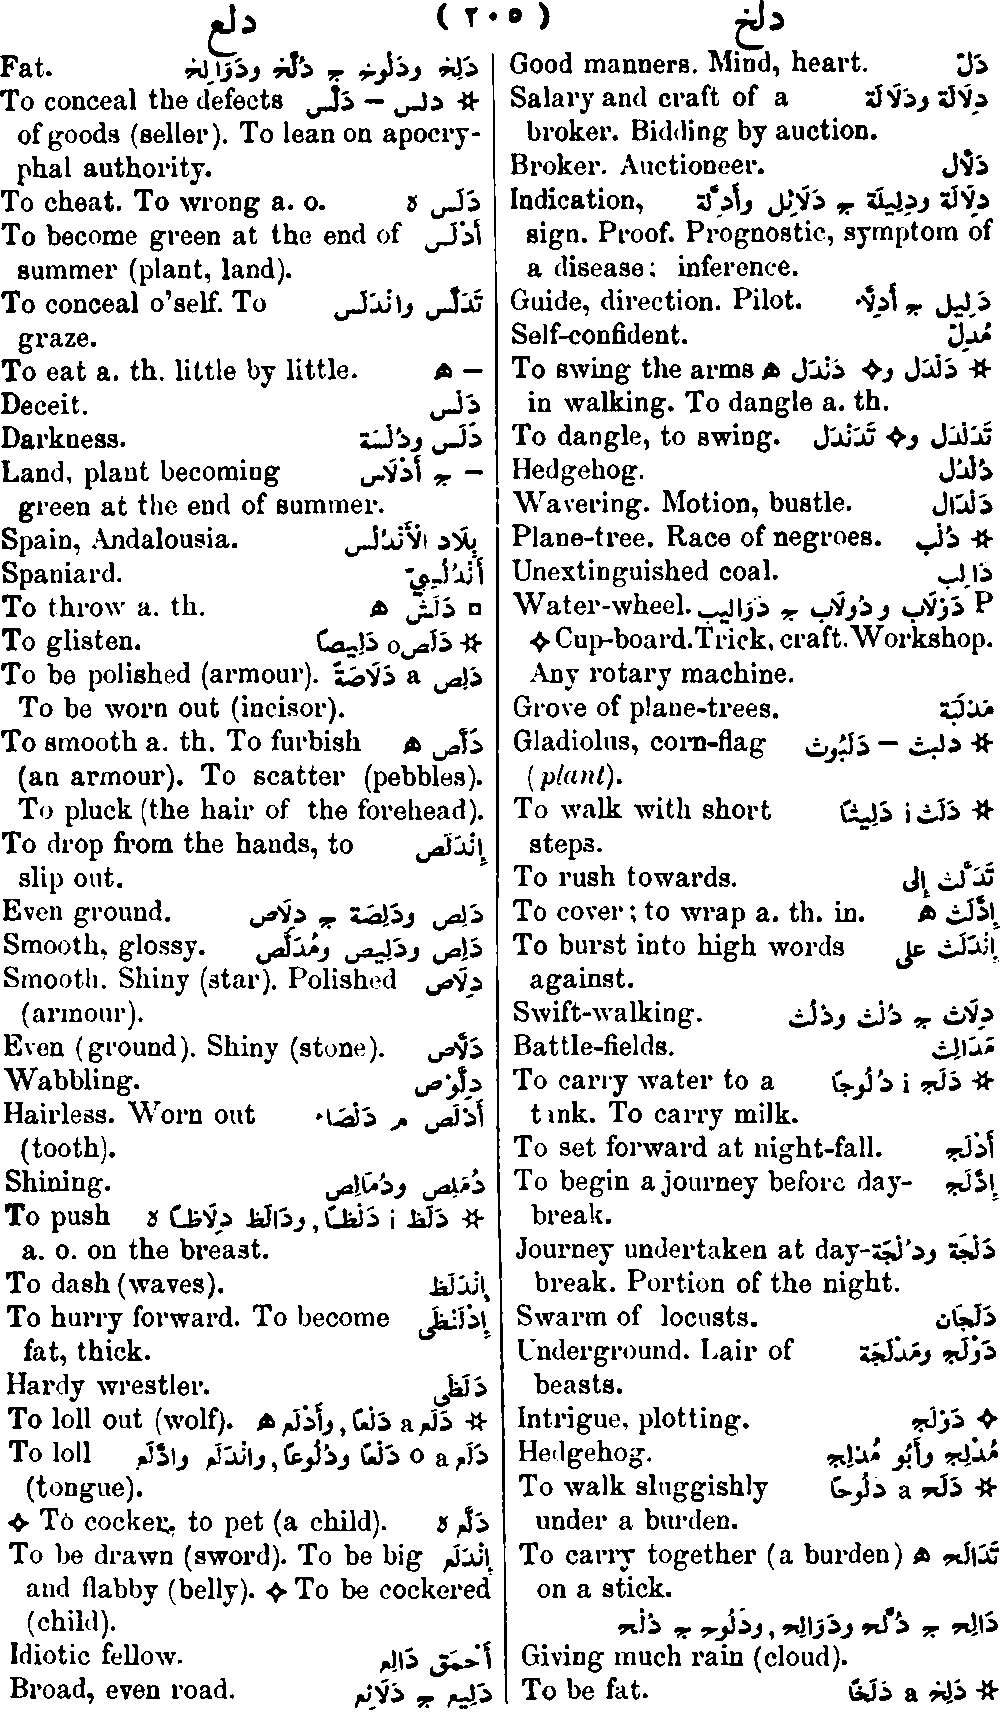 دلع ( ٢٠٥ ) دلخ
Good manners. Mind, heart. دَلّ
Salary and craft of a دِلَالَة ودَلَالَة
broker. Bidding by auction.
Broker. Auctioneer. دَلَّال
Indication, دِلَالَة ودِلِيلَة ج دَلَائِل وأَدِلَّة
sign. Proof. Prognostic, symptom of
a disease; inference.
Guide, direction. Pilot. دَلِيل ج أَدِلَّاء
Self-confident. مُدِلّ
To swing the arms ✲ دَلْدَل و✧ دَنْدَل ه
in walking. To dangle a. th.
To dangle, to swing. تَدَلْدَل و✧ تَدَنْدَل
Hedgehog. دُلْدُل
Wavering. Motion, bustle. دَلْدَال
Plane-tree. Race of negroes. ✲ دُلْب
Unextinguished coal. دَالِب
Water-wheel. P دَوْلَاب ودُولَاب ج دَوَالِيب
✧ Cup-board. Trick, craft. Workshop.
Any rotary machine.
Grove of plane-trees. مَدْلَبَة
Gladiolus, corn-flag ✲ دلبث – دَلَبُوث
(plant).
To walk with short ✲ دَلَث i دَلِيثًا
steps.
To rush towards. تَدَلَّث إِلى
To cover; to wrap a. th. in. إِدَّلَث ه
To burst into high words إِنْدَلَث على
against.
Swift-walking. دِلَاث ج دُلْث ودُلُث
Battle-fields. مَدَالِث
To carry water to a ✲ دَلَج i دُلُوجًا
tank. To carry milk.
To set forward at night-fall. أَدْلَج
To begin a journey before day- إِدَّلَج
break.
Journey undertaken at day- دَلْجَة ودُلْجَة
break. Portion of the night.
Swarm of locusts. دَلَجَان
Underground. Lair of دَوْلَج ومَدْلَجَة
beasts.
Intrigue, plotting. ✧ دَوْلَج
Hedgehog. مُدْلِج وأَبُو مُدْلِج
To walk sluggishly ✲ دَلَح a دُلُوحًا
under a burden.
To carry together (a burden) تَدَالَح ه
on a stick.
دَالِح ج دُلَّح ودَوَالِح, ودَلُوح ج دُلُح
Giving much rain (cloud).
To be fat. ✲ دَلِخ a دَلَخًا
Fat. دَلِخ ودَلُوخ ج دُلَّخ ودَوَالِخ
To conceal the defects ✲ دلس – دَلَّس
of goods (seller). To lean on apocry-
phal authority.
To cheat. To wrong a. o. دَلَّس ه
To become green at the end of أَدْلَس
summer (plant, land).
To conceal o'self. To تَدَلَّس وانْدَلَس
graze.
To eat a. th. little by little. – ه
Deceit. دَلْس
Darkness. دَلَس ودُلْسَة
Land, plant becoming – ج أَدْلَاس
green at the end of summer.
Spain, Andalousia. بِلَاد الأَنْدَلُس
Spaniard. أَنْدَلُسِيّ
To throw a. th. □ دَلَش ه
To glisten. ✲ دَلَص o دَلِيصًا
To be polished (armour). دَلِص a دَلَاصَةً
To be worn out (incisor).
To smooth a. th. To furbish دَلَّص ه
(an armour). To scatter (pebbles).
To pluck (the hair of the forehead).
To drop from the hands, to إِنْدَلَص
slip out.
Even ground. دَلِص ودَلِصَة ج دِلَاص
Smooth, glossy. دَلِص ودَلِيص ومُدَلَّص
Smooth. Shiny (star). Polished دِلَاص
(armour).
Even (ground). Shiny (stone). دَلَّاص
Wabbling. دِلَّوْص
Hairless. Worn out أَدْلَص م دَلْصَاء
(tooth).
Shining. دُمَلِص ودُمَالِص
To push ✲ دَلَظ i دَلْظًا, ودَالَظ دِلَاظًا ه
a. o. on the breast.
To dash (waves). إِنْدَلَظ
To hurry forward. To become إِدْلَنْظَى
fat, thick.
Hardy wrestler. دَلَظَى
To loll out (wolf). ✲ دَلَع a دَلْعًا, وأَدْلَع ه
To loll دَلَع a o دَلْعًا ودُلُوعًا, وانْدَلَع وادَّلَع
(tongue).
✧ To cocker, to pet (a child). دَلَّع ه
To be drawn (sword). To be big إِنْدَلَع
and flabby (belly). ✧ To be cockered
(child).
Idiotic fellow. أَحْمَق دَالِع
Broad, even road. دَلِيع ج دَلَائِع